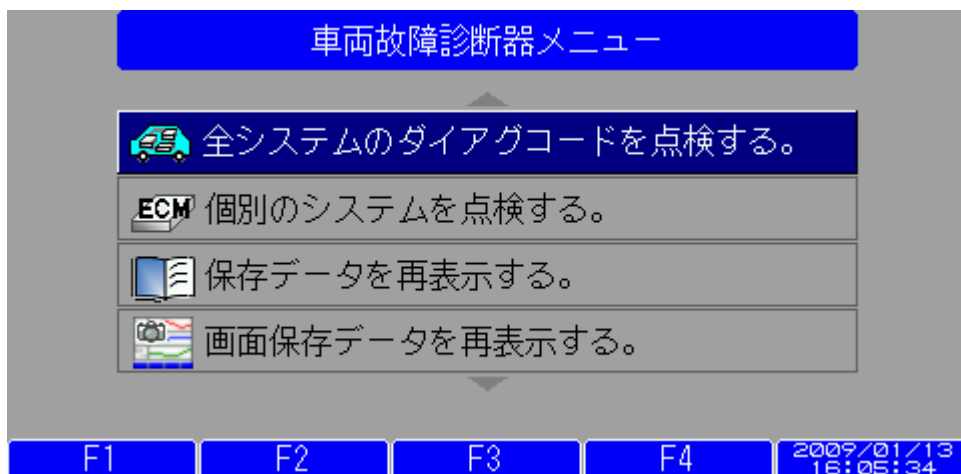 車両故障診断器メニュー
全システムのダイアグコードを点検する。
ECM 個別のシステムを点検する。
保存データを再表示する。
画面保存データを再表示する。
F1 F2 F3 F4 2009/01/13
16:05:34